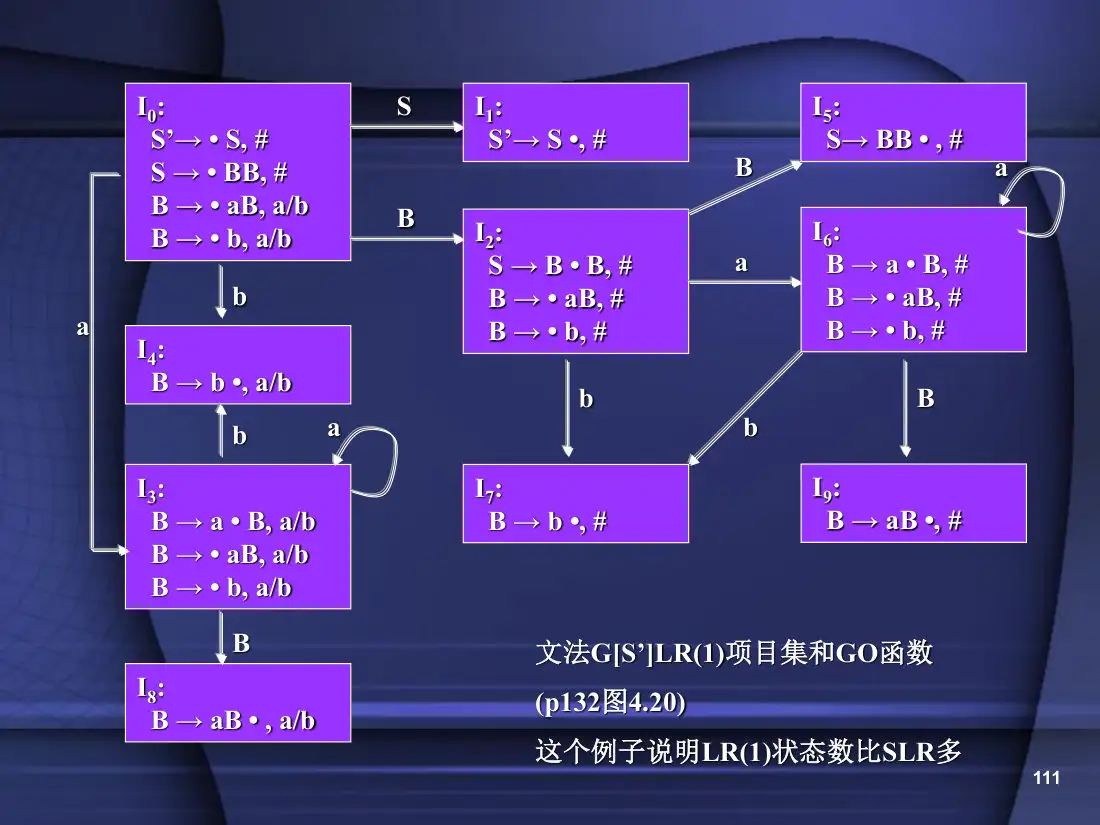 I0:
S’→ • S, #
S → • BB, #
B → • aB, a/b
B → • b, a/b
S
I1:
S’→ S •, #
I5:
S→ BB • , #
B
a
B
I2:
S → B • B, #
B → • aB, #
B → • b, #
a
I6:
B → a • B, #
B → • aB, #
B → • b, #
b
a
I4:
B → b •, a/b
b
a
b
b
B
I3:
B → a • B, a/b
B → • aB, a/b
B → • b, a/b
I7:
B → b •, #
I9:
B → aB •, #
B
I8:
B → aB • , a/b
文法G[S’]LR(1)项目集和GO函数
(p132图4.20)
这个例子说明LR(1)状态数比SLR多
111